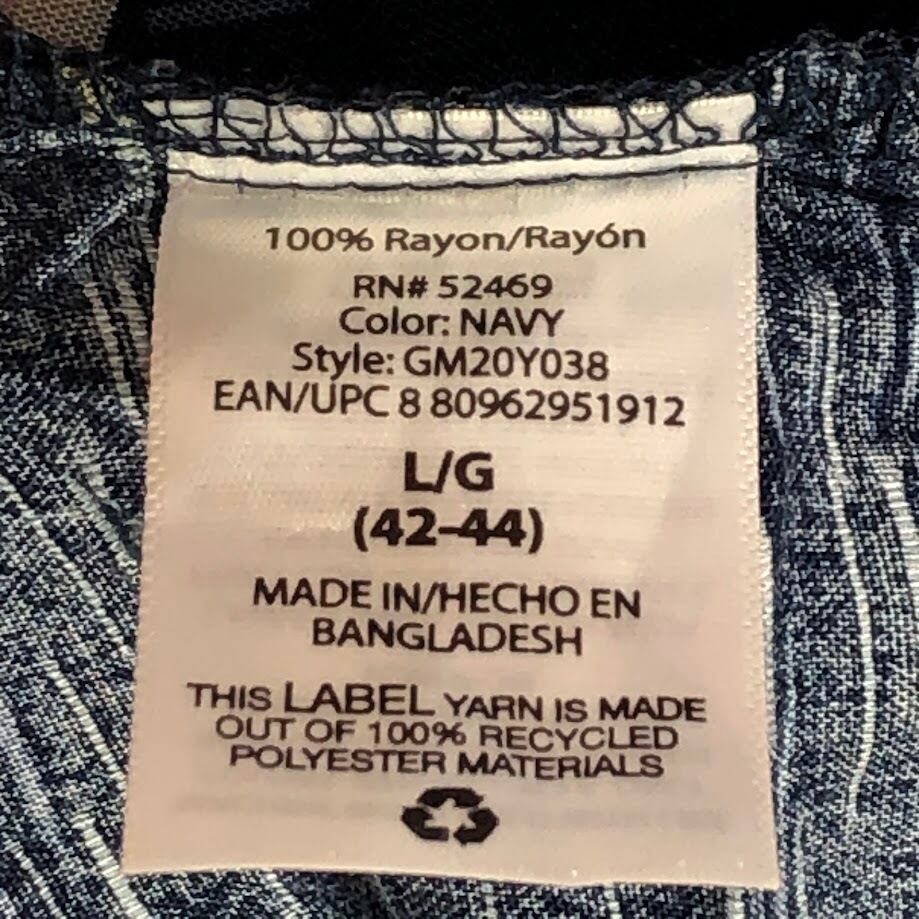 100% Rayon/Rayón
RN# 52469
Color: NAVY
Style: GM20Y038
EAN/UPC 8 80962951912
L/G
(42-44)
MADE IN/HECHO EN
BANGLADESH
THIS LABEL YARN IS MADE
OUT OF 100% RECYCLED
POLYESTER MATERIALS